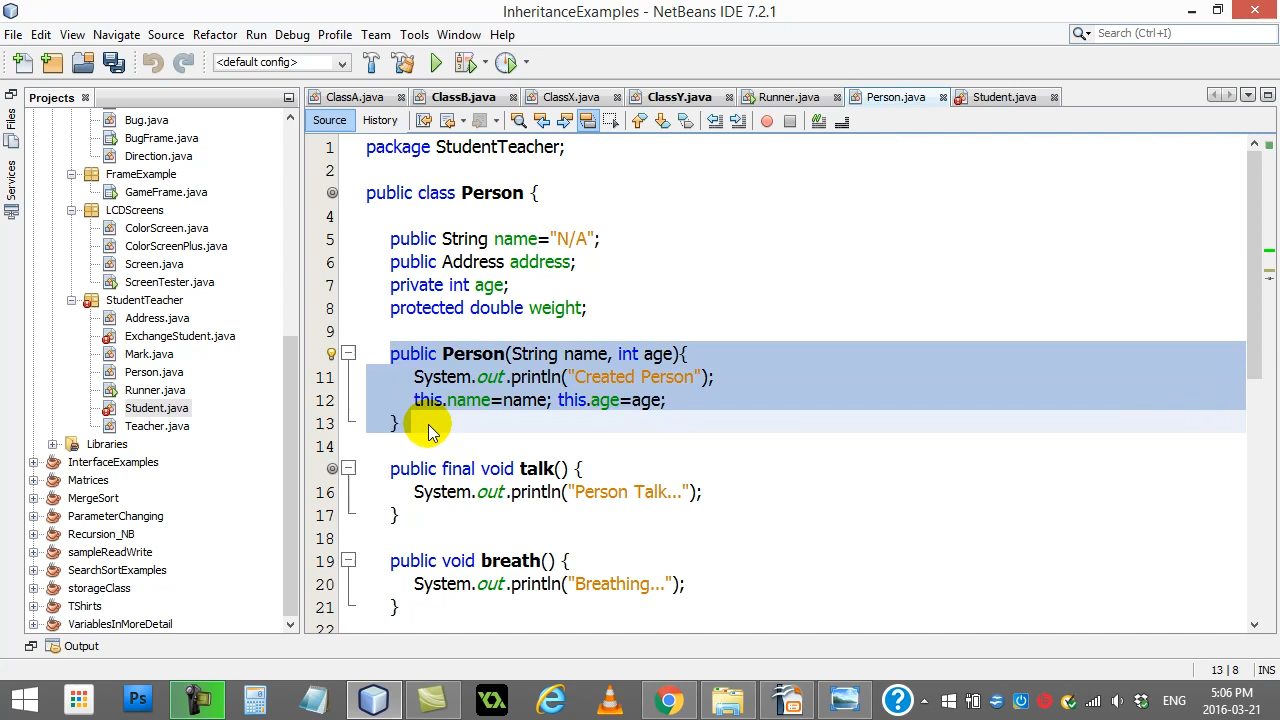 InheritanceExamples - NetBeans IDE 7.2.1
File Edit View Navigate Source Refactor Run Debug Profile Team Tools Window Help
Search (Ctrl+I)
<default config>
Files
Services
Projects
Bug.java
BugFrame.java
Direction.java
FrameExample
GameFrame.java
LCDScreens
ColorScreen.java
ColorScreenPlus.java
Screen.java
ScreenTester.java
StudentTeacher
Address.java
ExchangeStudent.java
Mark.java
Person.java
Runner.java
Student.java
Teacher.java
Libraries
InterfaceExamples
Matrices
MergeSort
ParameterChanging
Recursion_NB
sampleReadWrite
SearchSortExamples
storageClass
TShirts
VariablesInMoreDetail
ClassA.java ClassB.java ClassX.java ClassY.java Runner.java Person.java Student.java
Source History
1 package StudentTeacher;
2
public class Person {
4
5 public String name="N/A";
6 public Address address;
7 private int age;
8 protected double weight;
9
public Person(String name, int age){
11 System.out.println("Created Person");
12 this.name=name; this.age=age;
13 }
14
public final void talk() {
16 System.out.println("Person Talk...");
17 }
18
19 public void breath() {
20 System.out.println("Breathing...");
21 }
22
Output
13 | 8 INS
Ps
ENG
5:06 PM
2016-03-21